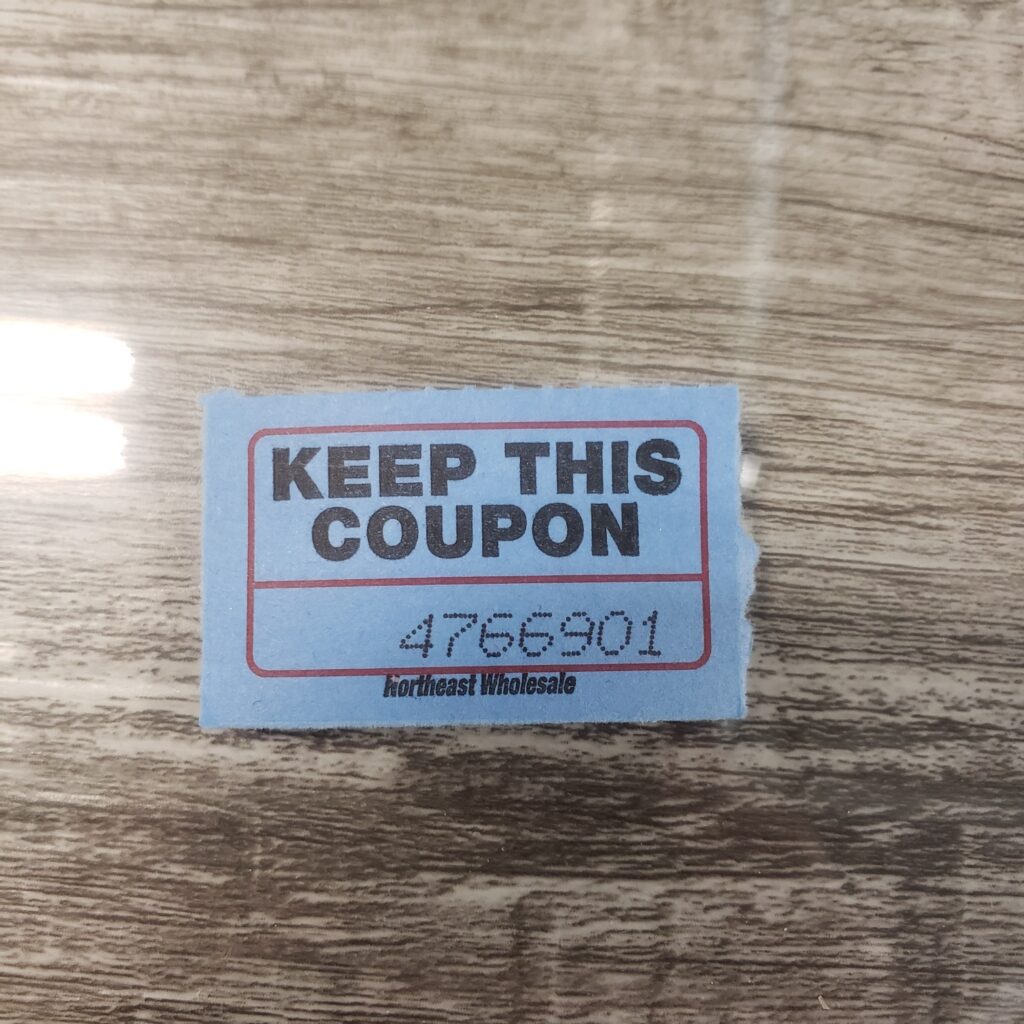 KEEP THIS
COUPON
4766901
Northeast Wholesale